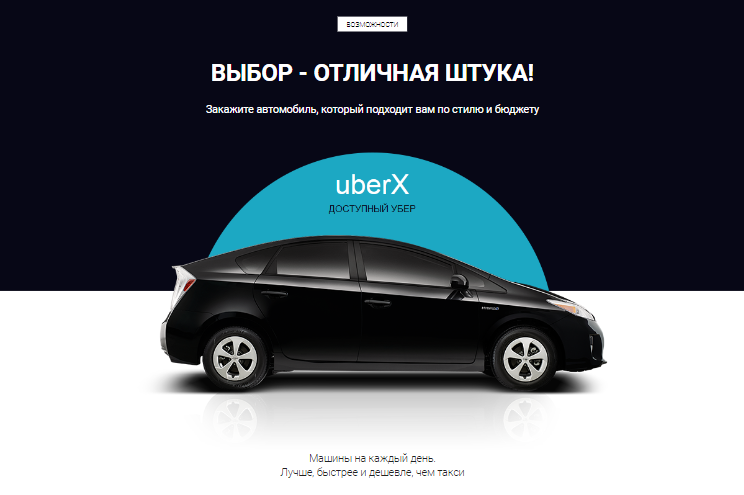 ВОЗМОЖНОСТИ
ВЫБОР - ОТЛИЧНАЯ ШТУКА!
Закажите автомобиль, который подходит вам по стилю и бюджету
uberX
ДОСТУПНЫЙ УБЕР
Машины на каждый день.
Лучше, быстрее и дешевле, чем такси